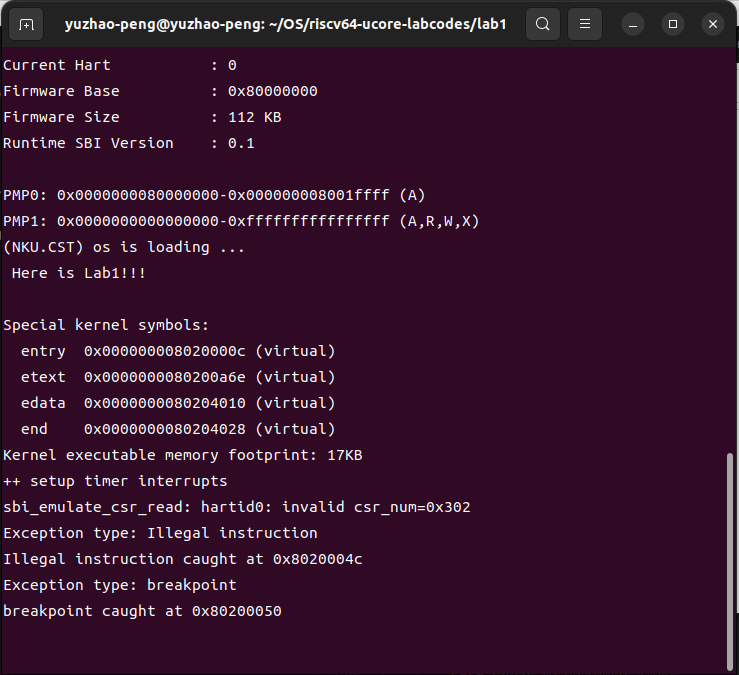 yuzhao-peng@yuzhao-peng: ~/OS/riscv64-ucore-labcodes/lab1
Current Hart           : 0
Firmware Base          : 0x80000000
Firmware Size          : 112 KB
Runtime SBI Version    : 0.1
PMP0: 0x0000000080000000-0x000000008001ffff (A)
PMP1: 0x0000000000000000-0xffffffffffffffff (A,R,W,X)
(NKU.CST) os is loading ...
 Here is Lab1!!!
Special kernel symbols:
  entry  0x000000008020000c (virtual)
  etext  0x0000000080200a6e (virtual)
  edata  0x0000000080204010 (virtual)
  end    0x0000000080204028 (virtual)
Kernel executable memory footprint: 17KB
++ setup timer interrupts
sbi_emulate_csr_read: hartid0: invalid csr_num=0x302
Exception type: Illegal instruction
Illegal instruction caught at 0x8020004c
Exception type: breakpoint
breakpoint caught at 0x80200050